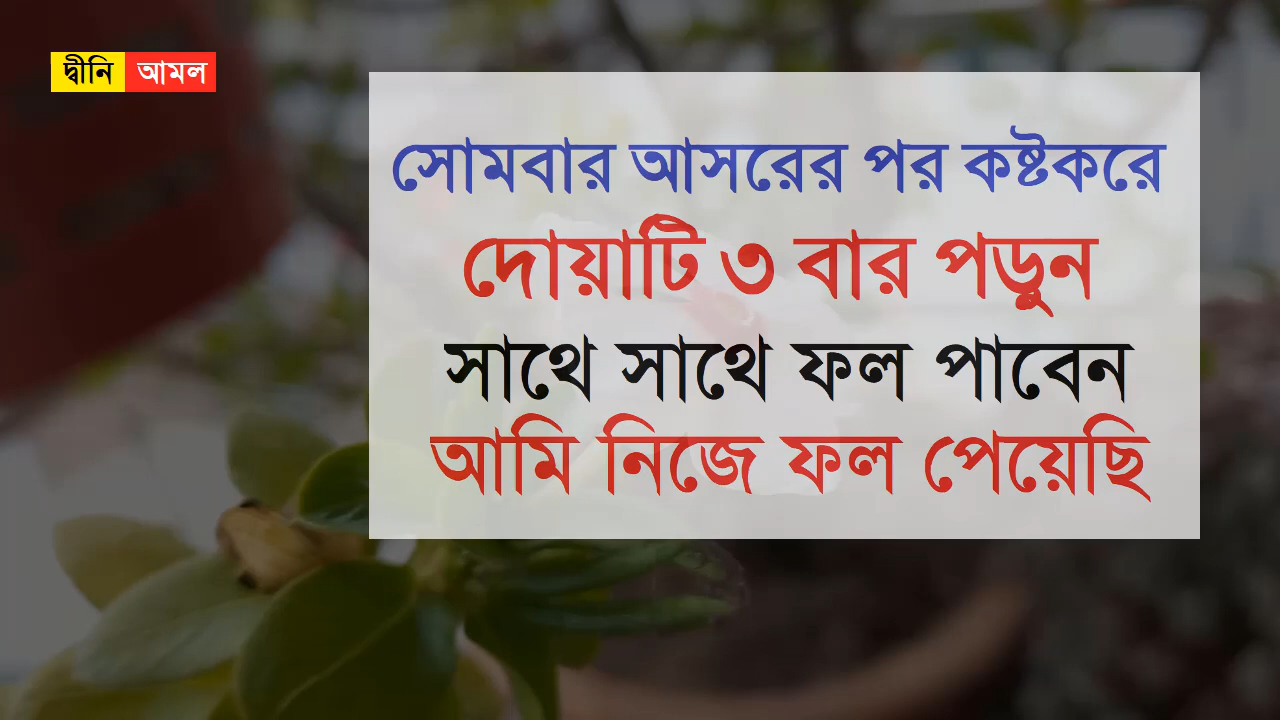 দ্বীনি আমল
সোমবার আসরের পর কষ্টকরে
দোয়াটি ৩ বার পড়ুন
সাথে সাথে ফল পাবেন
আমি নিজে ফল পেয়েছি